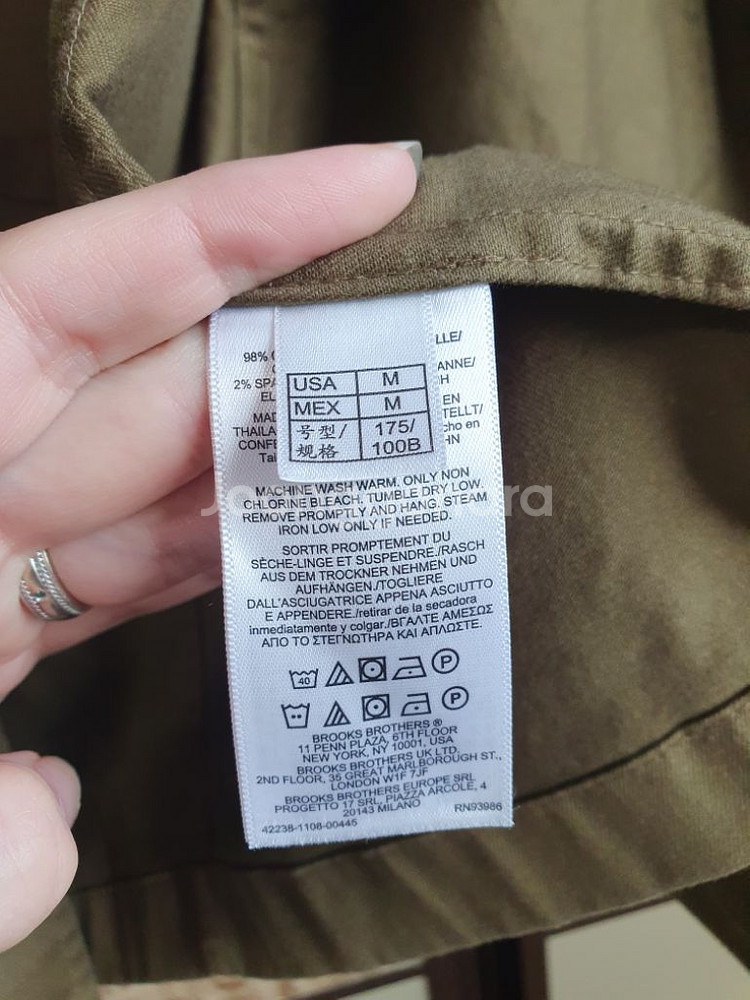 LLE/
98%
ANNE/
2% SPA
EN
TELLT/
THAILA
cho en
CONFE
USA M
MEX M
号型/ 175/
规格 100B
MACHINE WASH WARM. ONLY NON
CHLORINE BLEACH. TUMBLE DRY LOW.
REMOVE PROMPTLY AND HANG. STEAM
IRON LOW ONLY IF NEEDED.
SORTIR PROMPTEMENT DU
SÈCHE-LINGE ET SUSPENDRE./RASCH
AUS DEM TROCKNER NEHMEN UND
AUFHÄNGEN./TOGLIERE
DALL'ASCIUGATRICE APPENA ASCIUTTO
E APPENDERE./retirar de la secadora
inmediatamente y colgar./ΒΓΑΛΤΕ ΑΜΕΣΩΣ
ΑΠΟ ΤΟ ΣΤΕΓΝΩΤΗΡΑ ΚΑΙ ΑΠΛΩΣΤΕ.
40 P
P
BROOKS BROTHERS ®
11 PENN PLAZA, 6TH FLOOR
NEW YORK, NY 10001, USA
BROOKS BROTHERS UK LTD.
2ND FLOOR, 35 GREAT MARLBOROUGH ST.,
LONDON W1F 7JF
BROOKS BROTHERS EUROPE SRL
PROGETTO 17 SRL, PIAZZA ARCOLE, 4
20143 MILANO
RN93986
42238-1108-00445